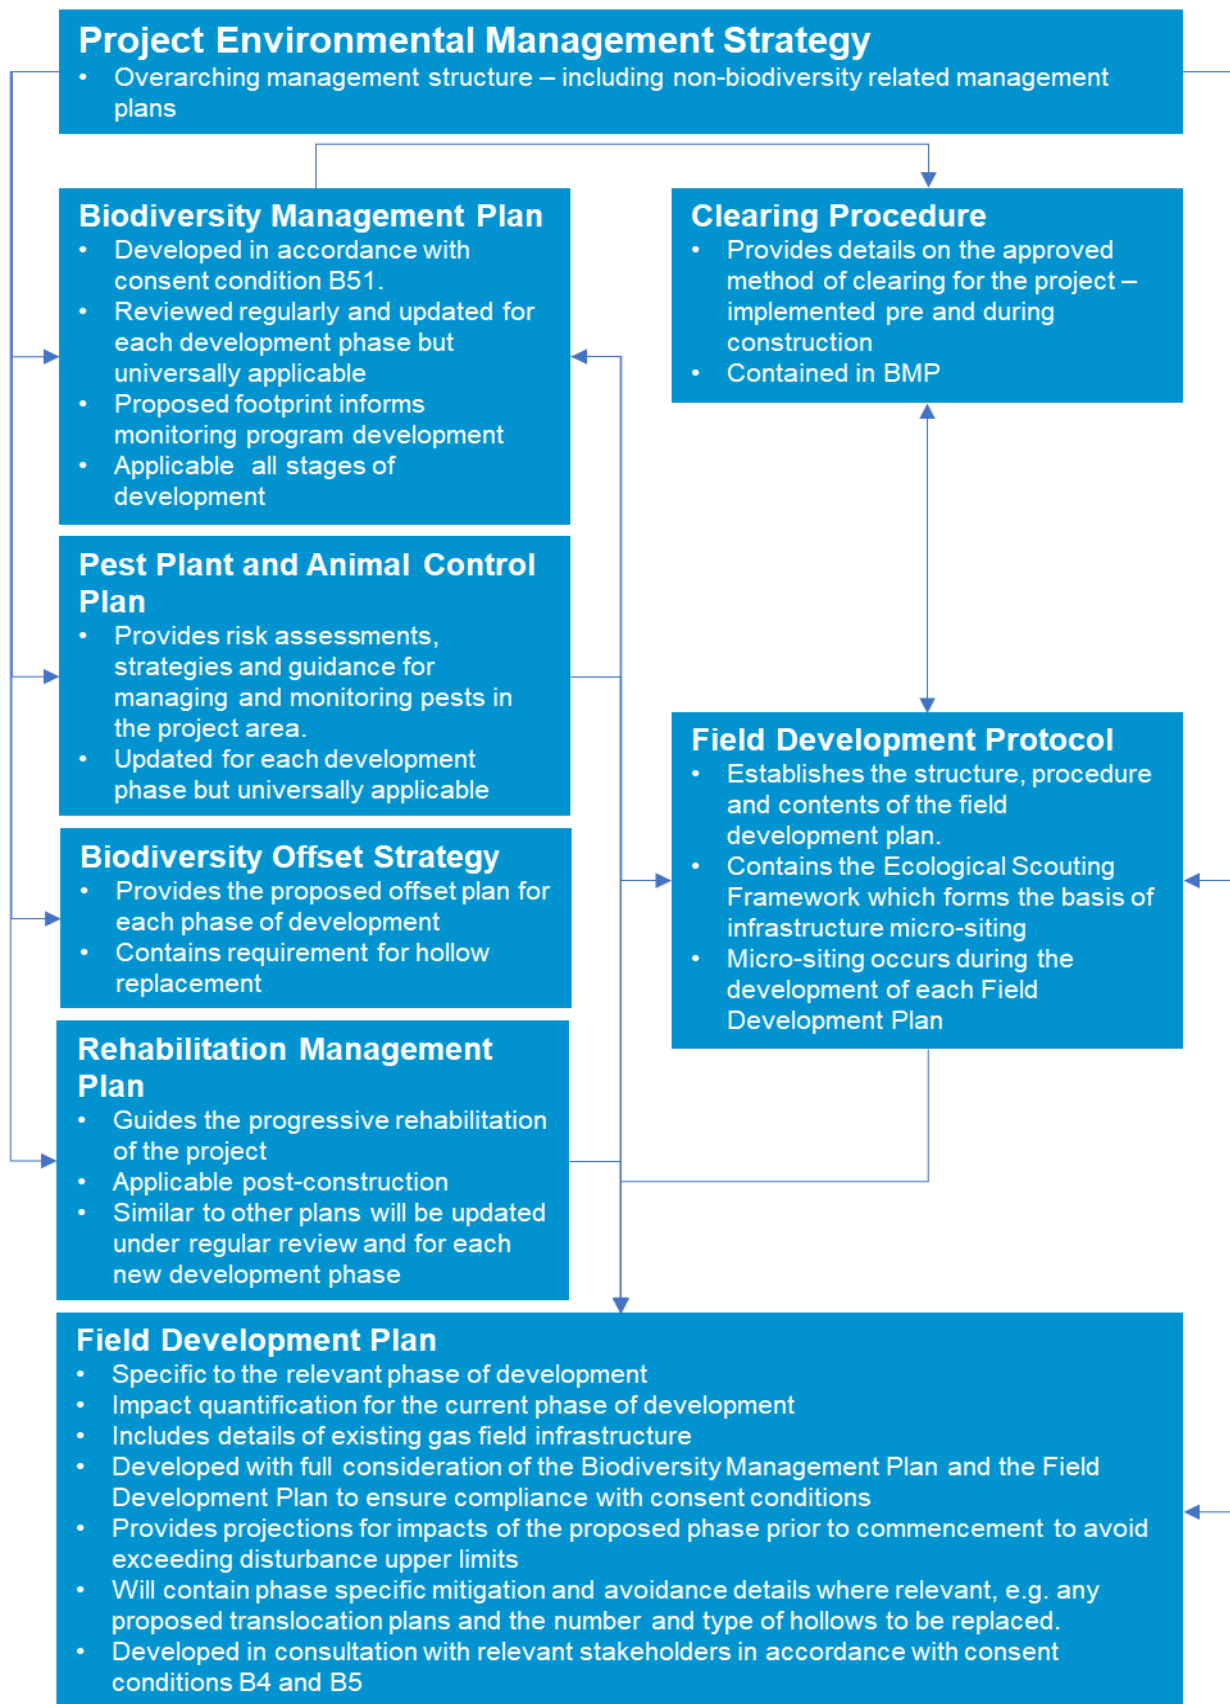 Project Environmental Management Strategy
• Overarching management structure – including non-biodiversity related management
plans
Biodiversity Management Plan
• Developed in accordance with
consent condition B51.
• Reviewed regularly and updated for
each development phase but
universally applicable
• Proposed footprint informs
monitoring program development
• Applicable all stages of
development
Clearing Procedure
• Provides details on the approved
method of clearing for the project –
implemented pre and during
construction
• Contained in BMP
Pest Plant and Animal Control
Plan
• Provides risk assessments,
strategies and guidance for
managing and monitoring pests in
the project area.
• Updated for each development
phase but universally applicable
Field Development Protocol
• Establishes the structure, procedure
and contents of the field
development plan.
• Contains the Ecological Scouting
Framework which forms the basis of
infrastructure micro-siting
• Micro-siting occurs during the
development of each Field
Development Plan
Biodiversity Offset Strategy
• Provides the proposed offset plan for
each phase of development
• Contains requirement for hollow
replacement
Rehabilitation Management
Plan
• Guides the progressive rehabilitation
of the project
• Applicable post-construction
• Similar to other plans will be updated
under regular review and for each
new development phase
Field Development Plan
• Specific to the relevant phase of development
• Impact quantification for the current phase of development
• Includes details of existing gas field infrastructure
• Developed with full consideration of the Biodiversity Management Plan and the Field
Development Plan to ensure compliance with consent conditions
• Provides projections for impacts of the proposed phase prior to commencement to avoid
exceeding disturbance upper limits
• Will contain phase specific mitigation and avoidance details where relevant, e.g. any
proposed translocation plans and the number and type of hollows to be replaced.
• Developed in consultation with relevant stakeholders in accordance with consent
conditions B4 and B5